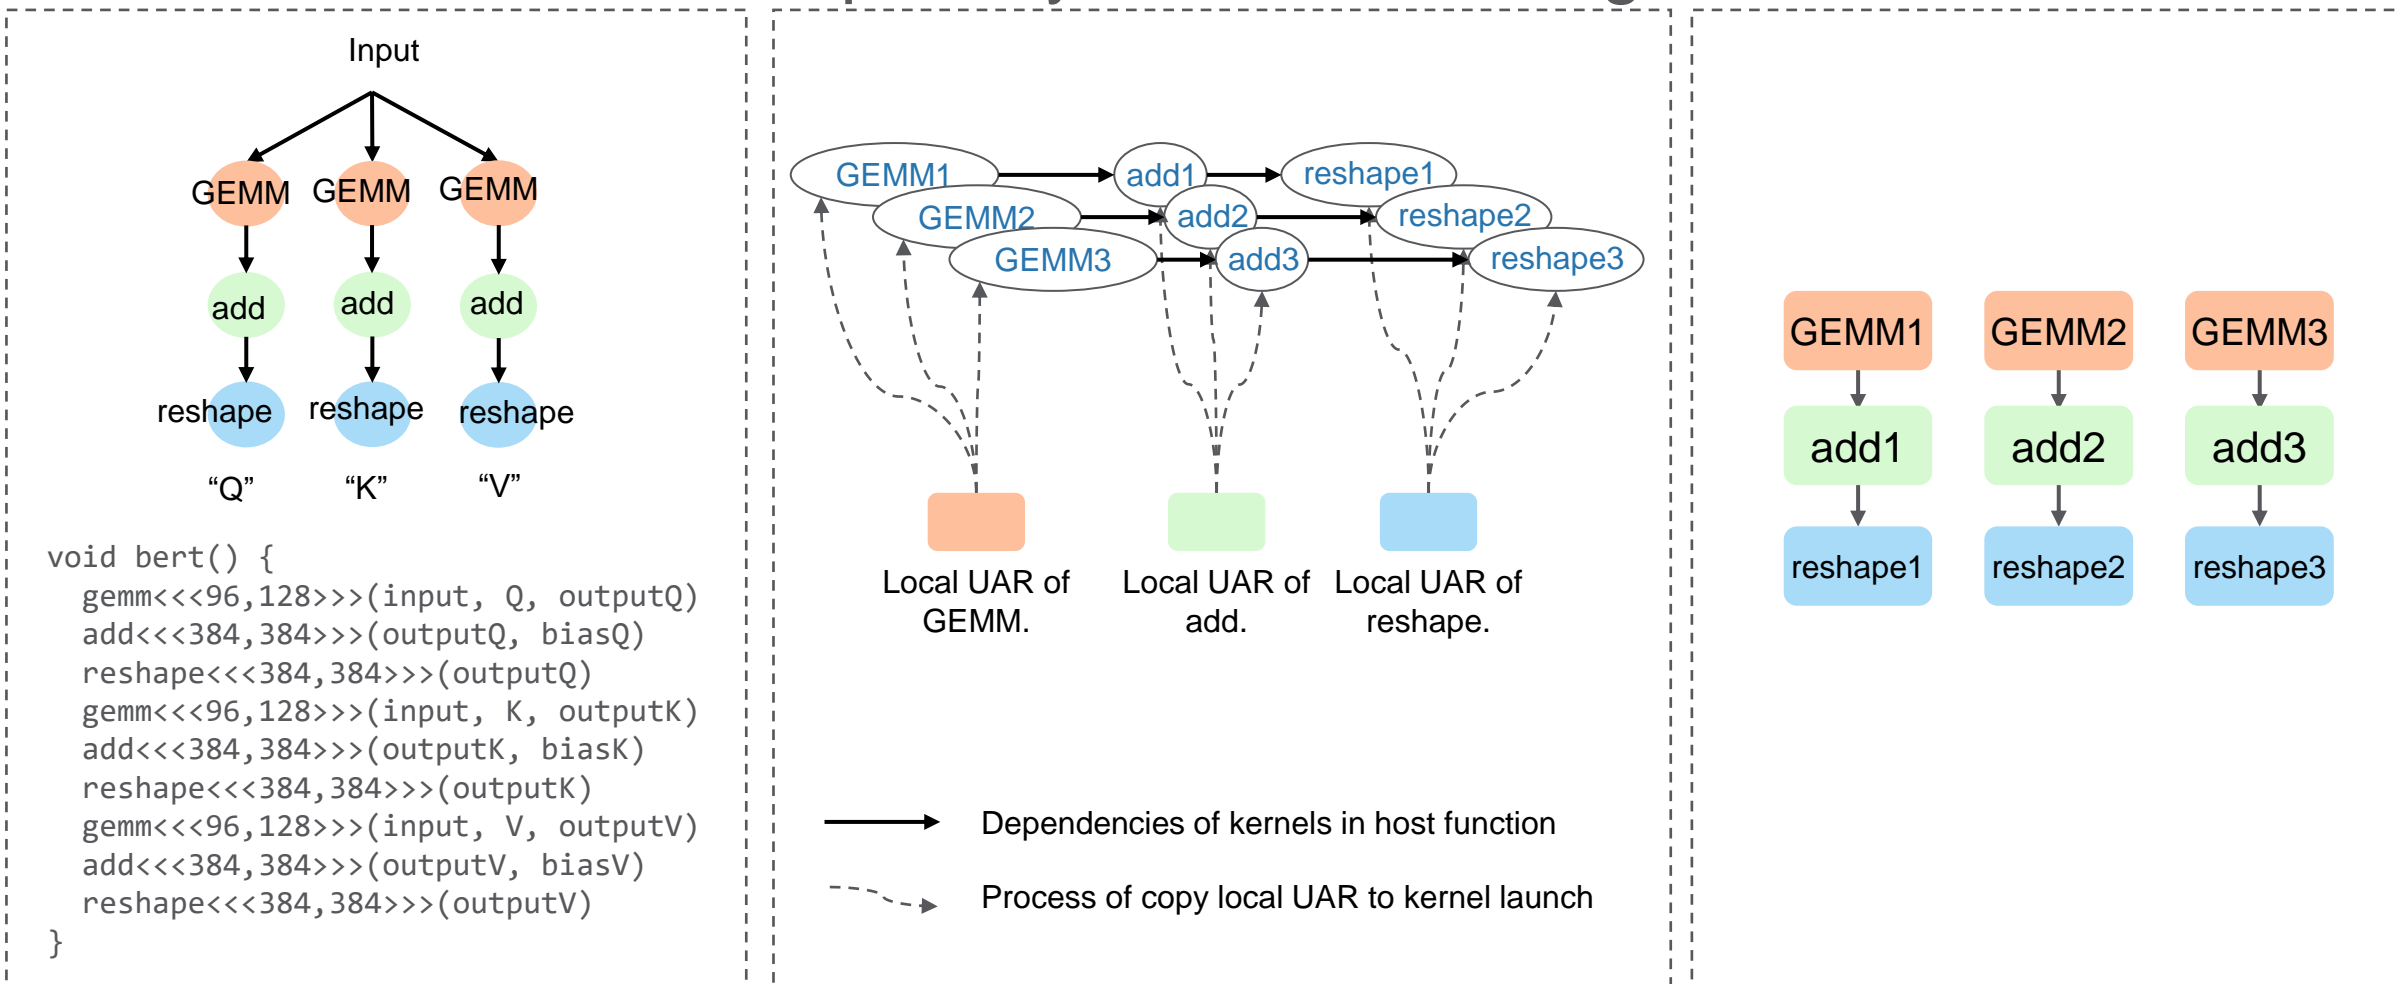 Input
GEMM GEMM GEMM
add add add
reshape reshape reshape
“Q” “K” “V”
void bert() {
gemm<<<96,128>>>(input, Q, outputQ)
add<<<384,384>>>(outputQ, biasQ)
reshape<<<384,384>>>(outputQ)
gemm<<<96,128>>>(input, K, outputK)
add<<<384,384>>>(outputK, biasK)
reshape<<<384,384>>>(outputK)
gemm<<<96,128>>>(input, V, outputV)
add<<<384,384>>>(outputV, biasV)
reshape<<<384,384>>>(outputV)
}
GEMM1 add1 reshape1
GEMM2 add2 reshape2
GEMM3 add3 reshape3
Local UAR of
GEMM.
Local UAR of
add.
Local UAR of
reshape.
Dependencies of kernels in host function
Process of copy local UAR to kernel launch
GEMM1 GEMM2 GEMM3
add1 add2 add3
reshape1 reshape2 reshape3